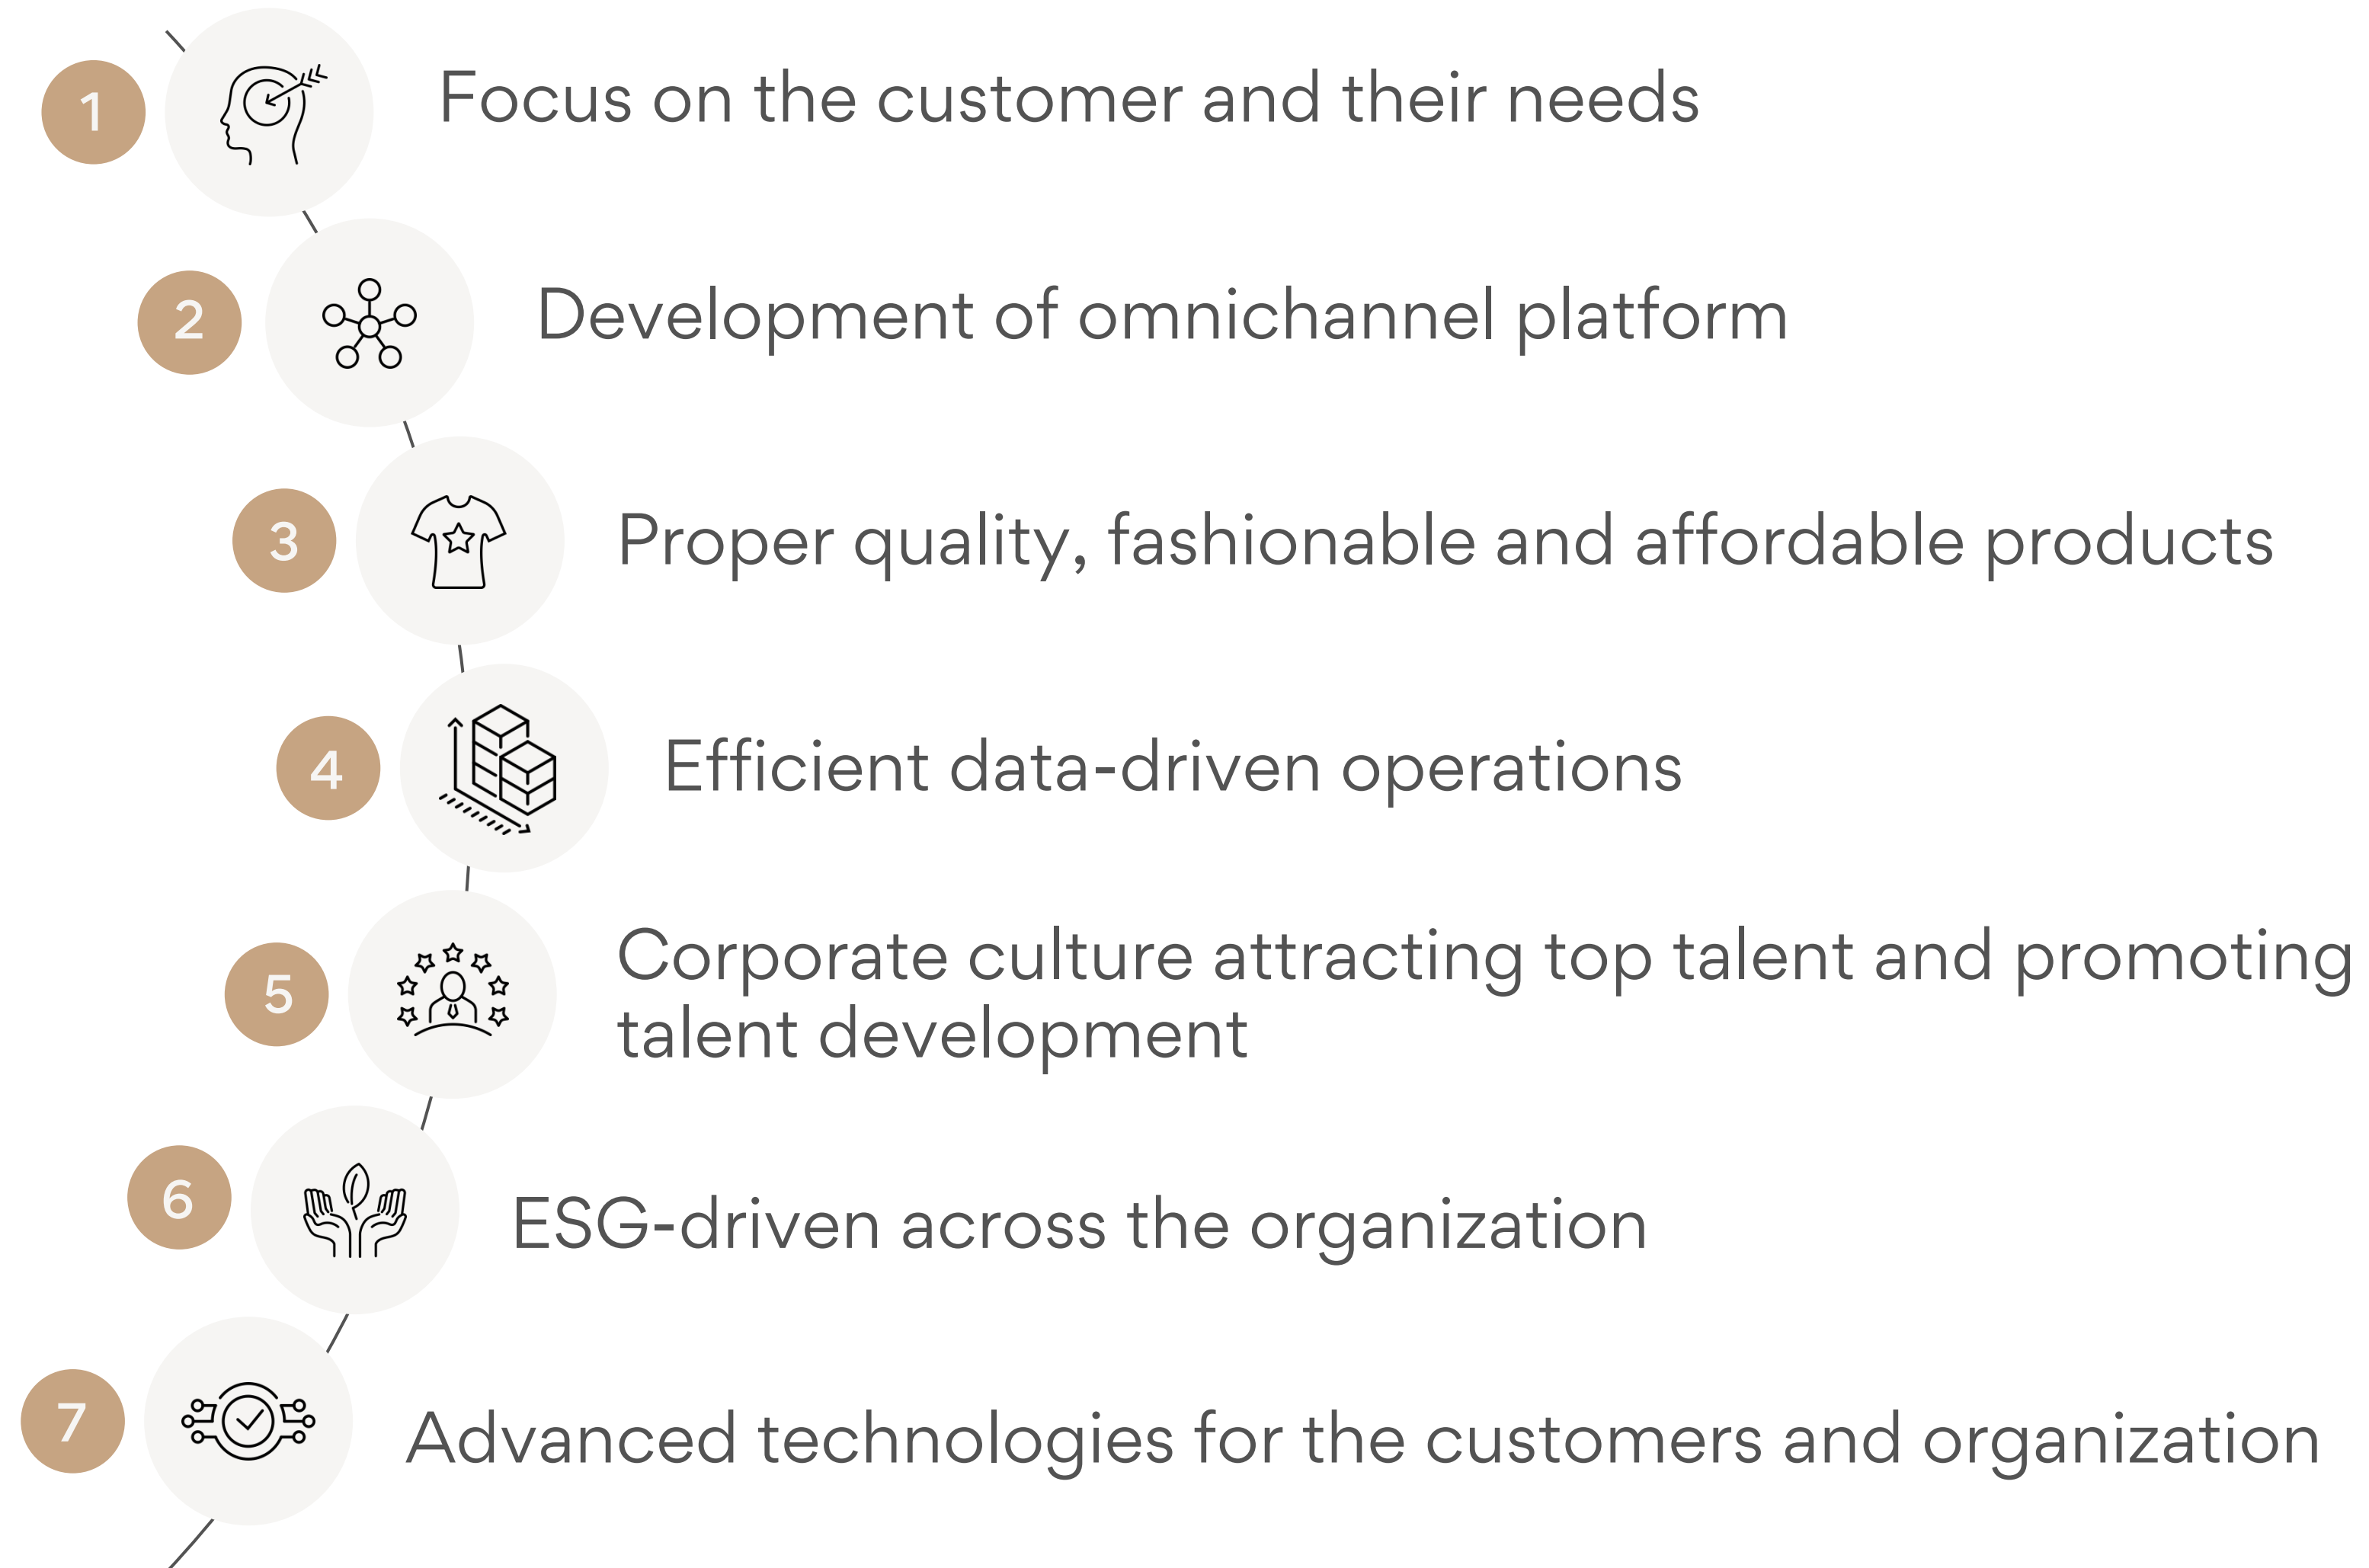 1
Focus on the customer and their needs
2
Development of omnichannel platform
3
Proper quality, fashionable and affordable products
4
Efficient data-driven operations
5
Corporate culture attracting top talent and promoting
talent development
6
ESG-driven across the organization
7
Advanced technologies for the customers and organization